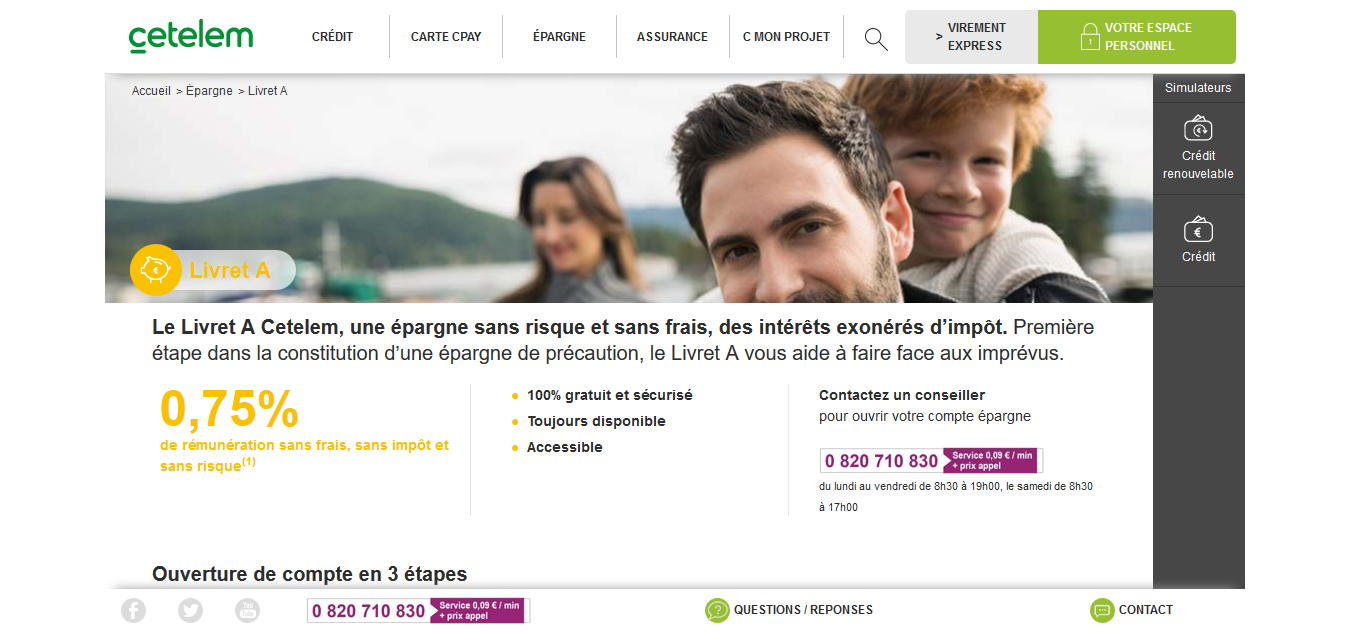 cetelem
CRÉDIT
CARTE CPAY
ÉPARGNE
ASSURANCE
C MON PROJET
> VIREMENT
EXPRESS
VOTRE ESPACE
PERSONNEL
Accueil > Épargne > Livret A
Simulateurs
Crédit
renouvelable
€
Crédit
Livret A
Le Livret A Cetelem, une épargne sans risque et sans frais, des intérêts exonérés d’impôt. Première
étape dans la constitution d’une épargne de précaution, le Livret A vous aide à faire face aux imprévus.
0,75%
de rémunération sans frais, sans impôt et
sans risque(1)
100% gratuit et sécurisé
Toujours disponible
Accessible
Contactez un conseiller
pour ouvrir votre compte épargne
0 820 710 830
Service 0,09 € / min
+ prix appel
du lundi au vendredi de 8h30 à 19h00, le samedi de 8h30
à 17h00
Ouverture de compte en 3 étapes
You
Tube
0 820 710 830
Service 0,09 € / min
+ prix appel
QUESTIONS / REPONSES
CONTACT